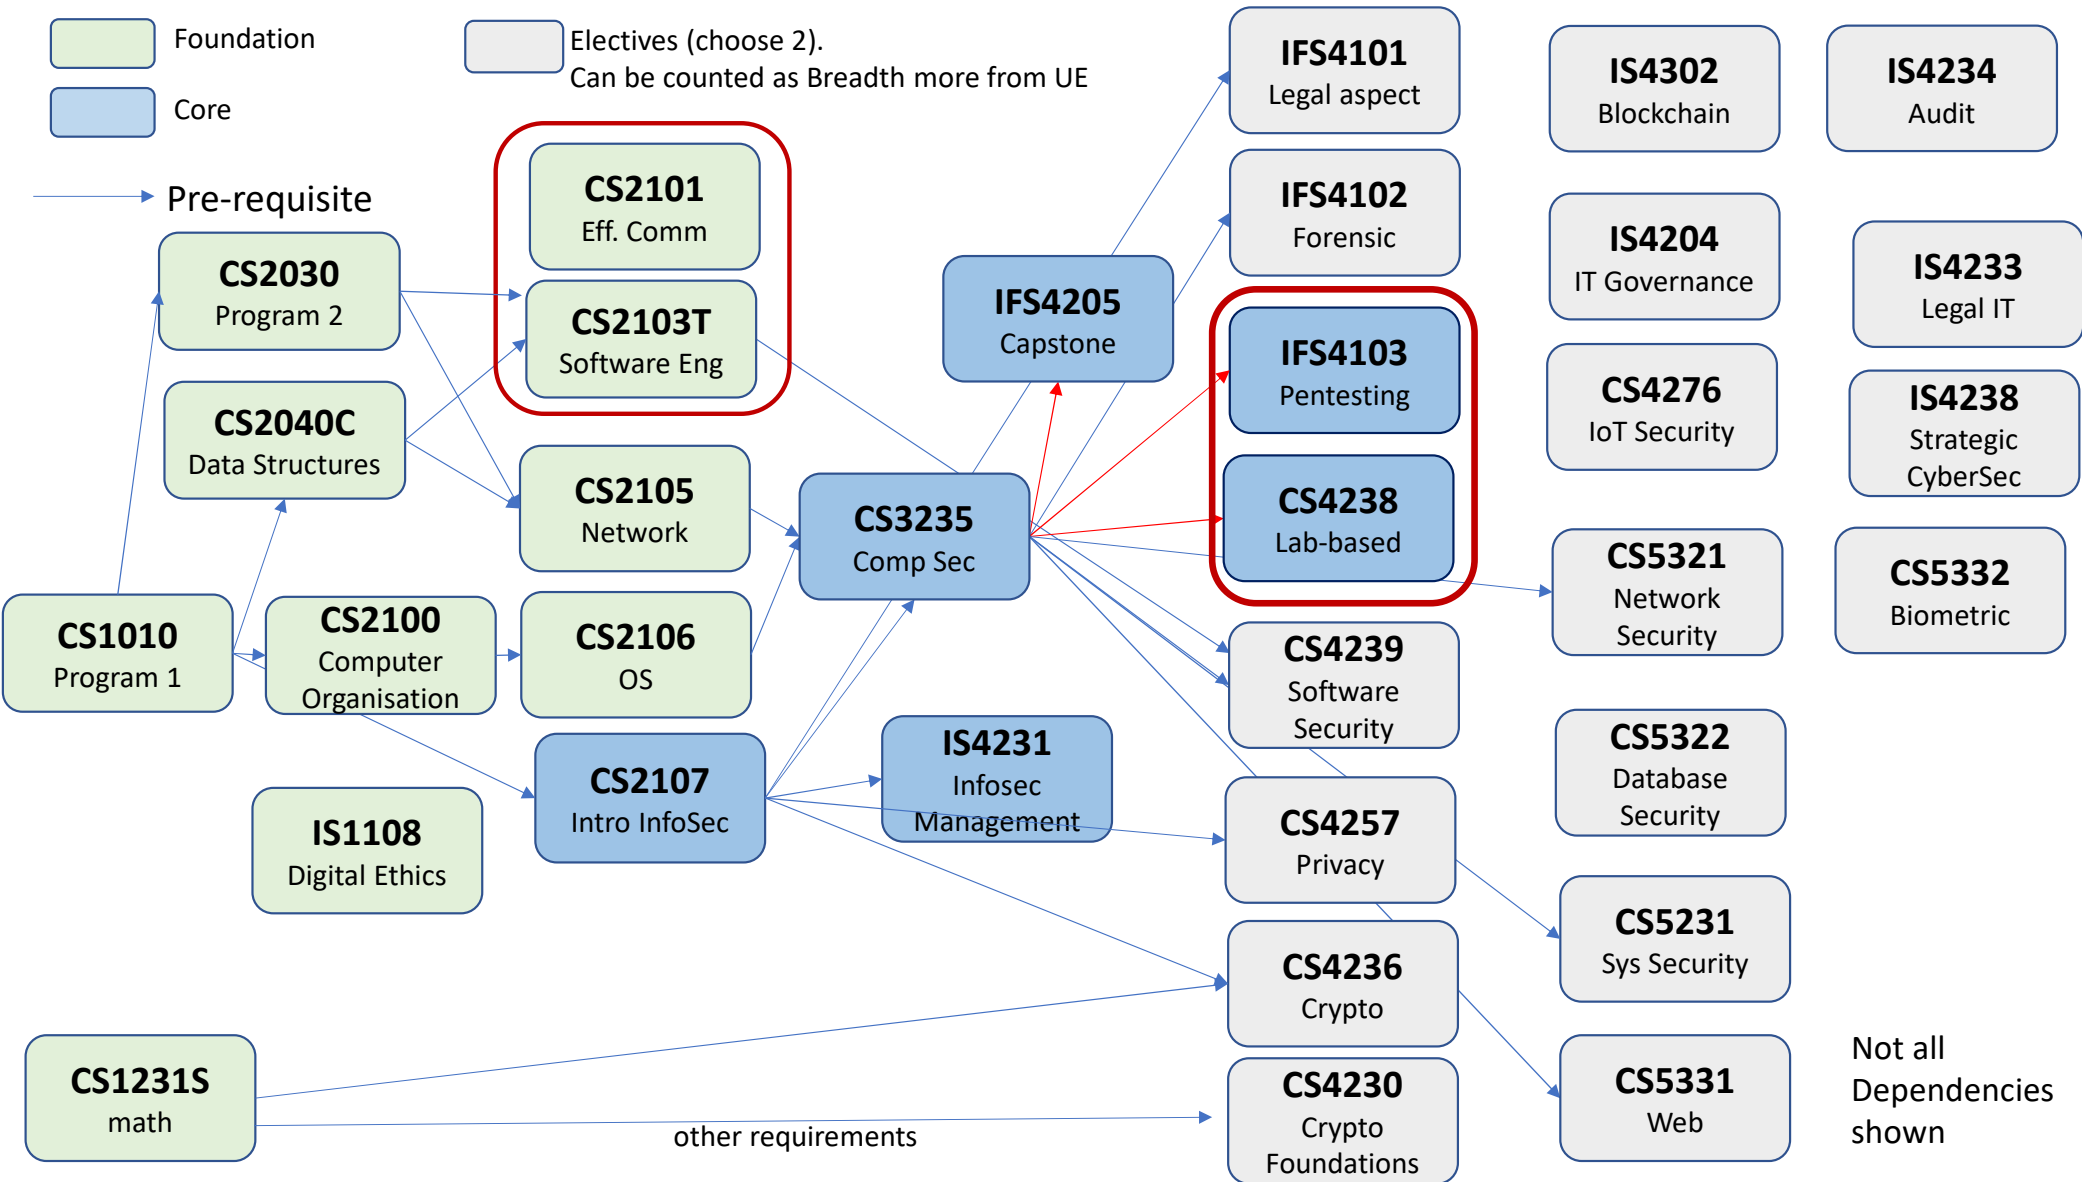 Foundation
Electives (choose 2).
Can be counted as Breadth more from UE
Core
Pre-requisite
CS2030
Program 2
CS2040C
Data Structures
CS1010
Program 1
CS2100
Computer
Organisation
IS1108
Digital Ethics
CS1231S
math
CS2101
Eff. Comm
CS2103T
Software Eng
CS2105
Network
CS2106
OS
CS2107
Intro InfoSec
other requirements
CS3235
Comp Sec
IFS4205
Capstone
IS4231
Infosec
Management
IFS4101
Legal aspect
IFS4102
Forensic
IFS4103
Pentesting
CS4238
Lab-based
CS4239
Software
Security
CS4257
Privacy
CS4236
Crypto
CS4230
Crypto
Foundations
IS4302
Blockchain
IS4204
IT Governance
CS4276
IoT Security
CS5321
Network
Security
CS5322
Database
Security
CS5231
Sys Security
CS5331
Web
IS4234
Audit
IS4233
Legal IT
IS4238
Strategic
CyberSec
CS5332
Biometric
Not all
Dependencies
shown